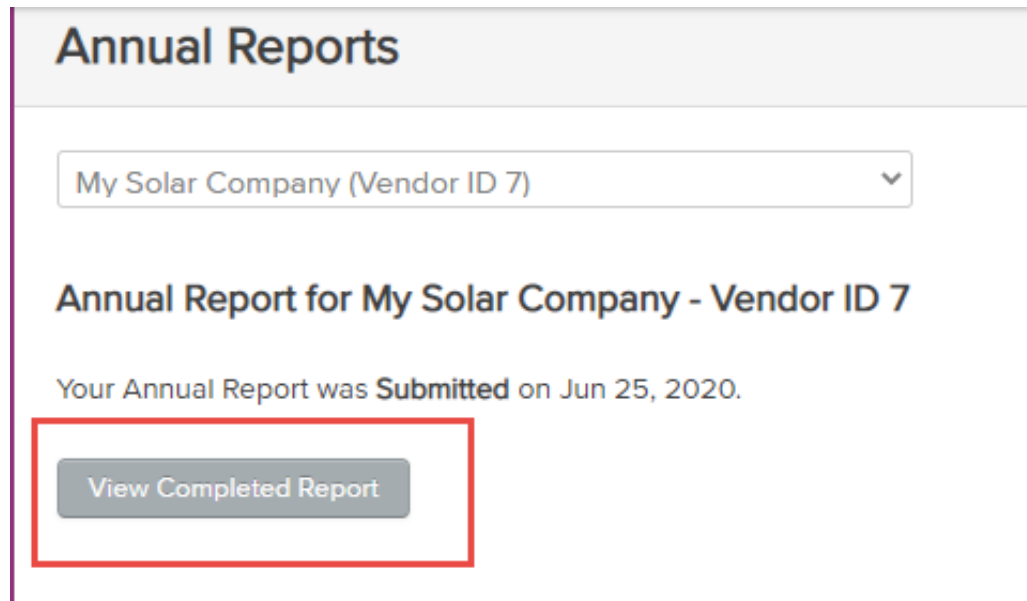 Annual Reports
My Solar Company (Vendor ID 7)
Annual Report for My Solar Company - Vendor ID 7
Your Annual Report was Submitted on Jun 25, 2020.
View Completed Report